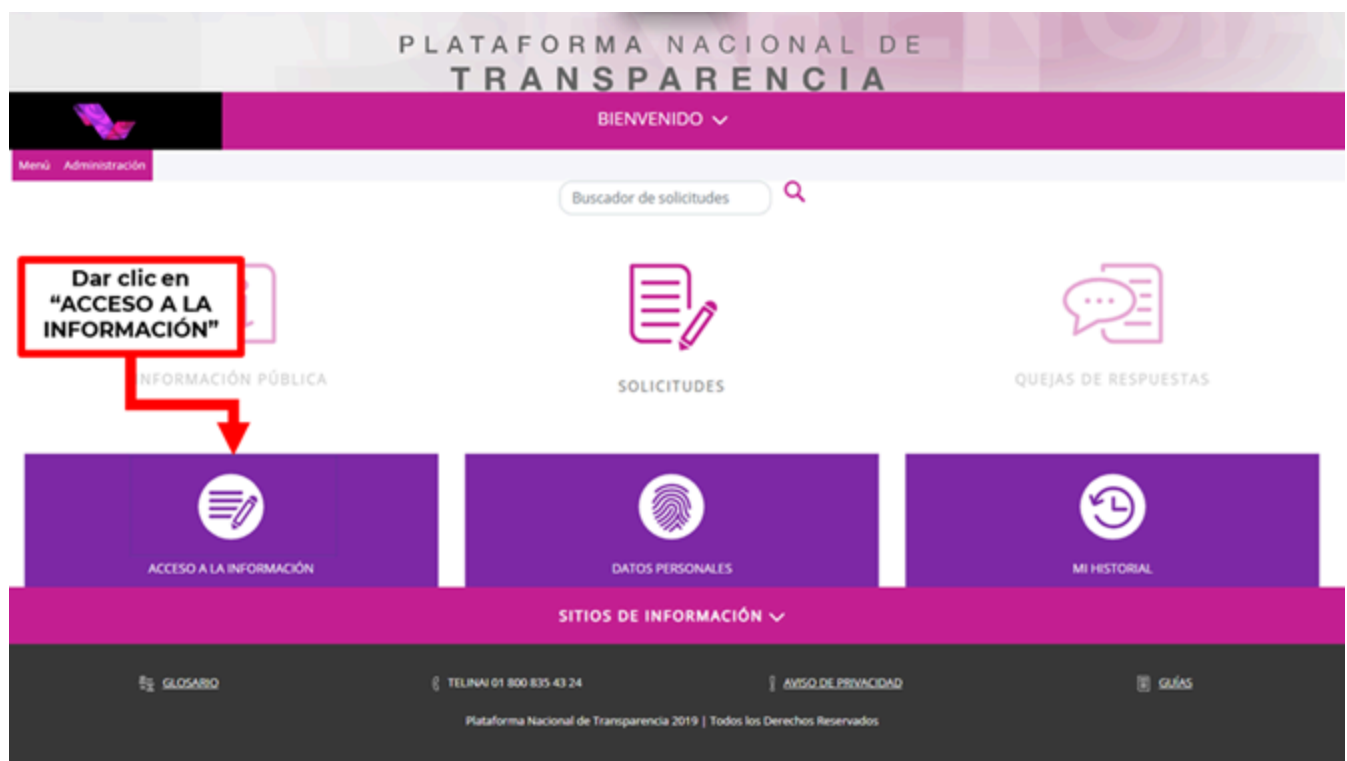 PLATAFORMA NACIONAL DE
TRANSPARENCIA
BIENVENIDO
Menú Administración
Buscador de solicitudes
Dar clic en
“ACCESO A LA
INFORMACIÓN”
NFORMACIÓN PÚBLICA
SOLICITUDES
QUEJAS DE RESPUESTAS
ACCESO A LA INFORMACIÓN
DATOS PERSONALES
MI HISTORIAL
SITIOS DE INFORMACIÓN
GLOSARIO
TELINAI 01 800 835 43 24
AVISO DE PRIVACIDAD
GUÍAS
Plataforma Nacional de Transparencia 2019 | Todos los Derechos Reservados